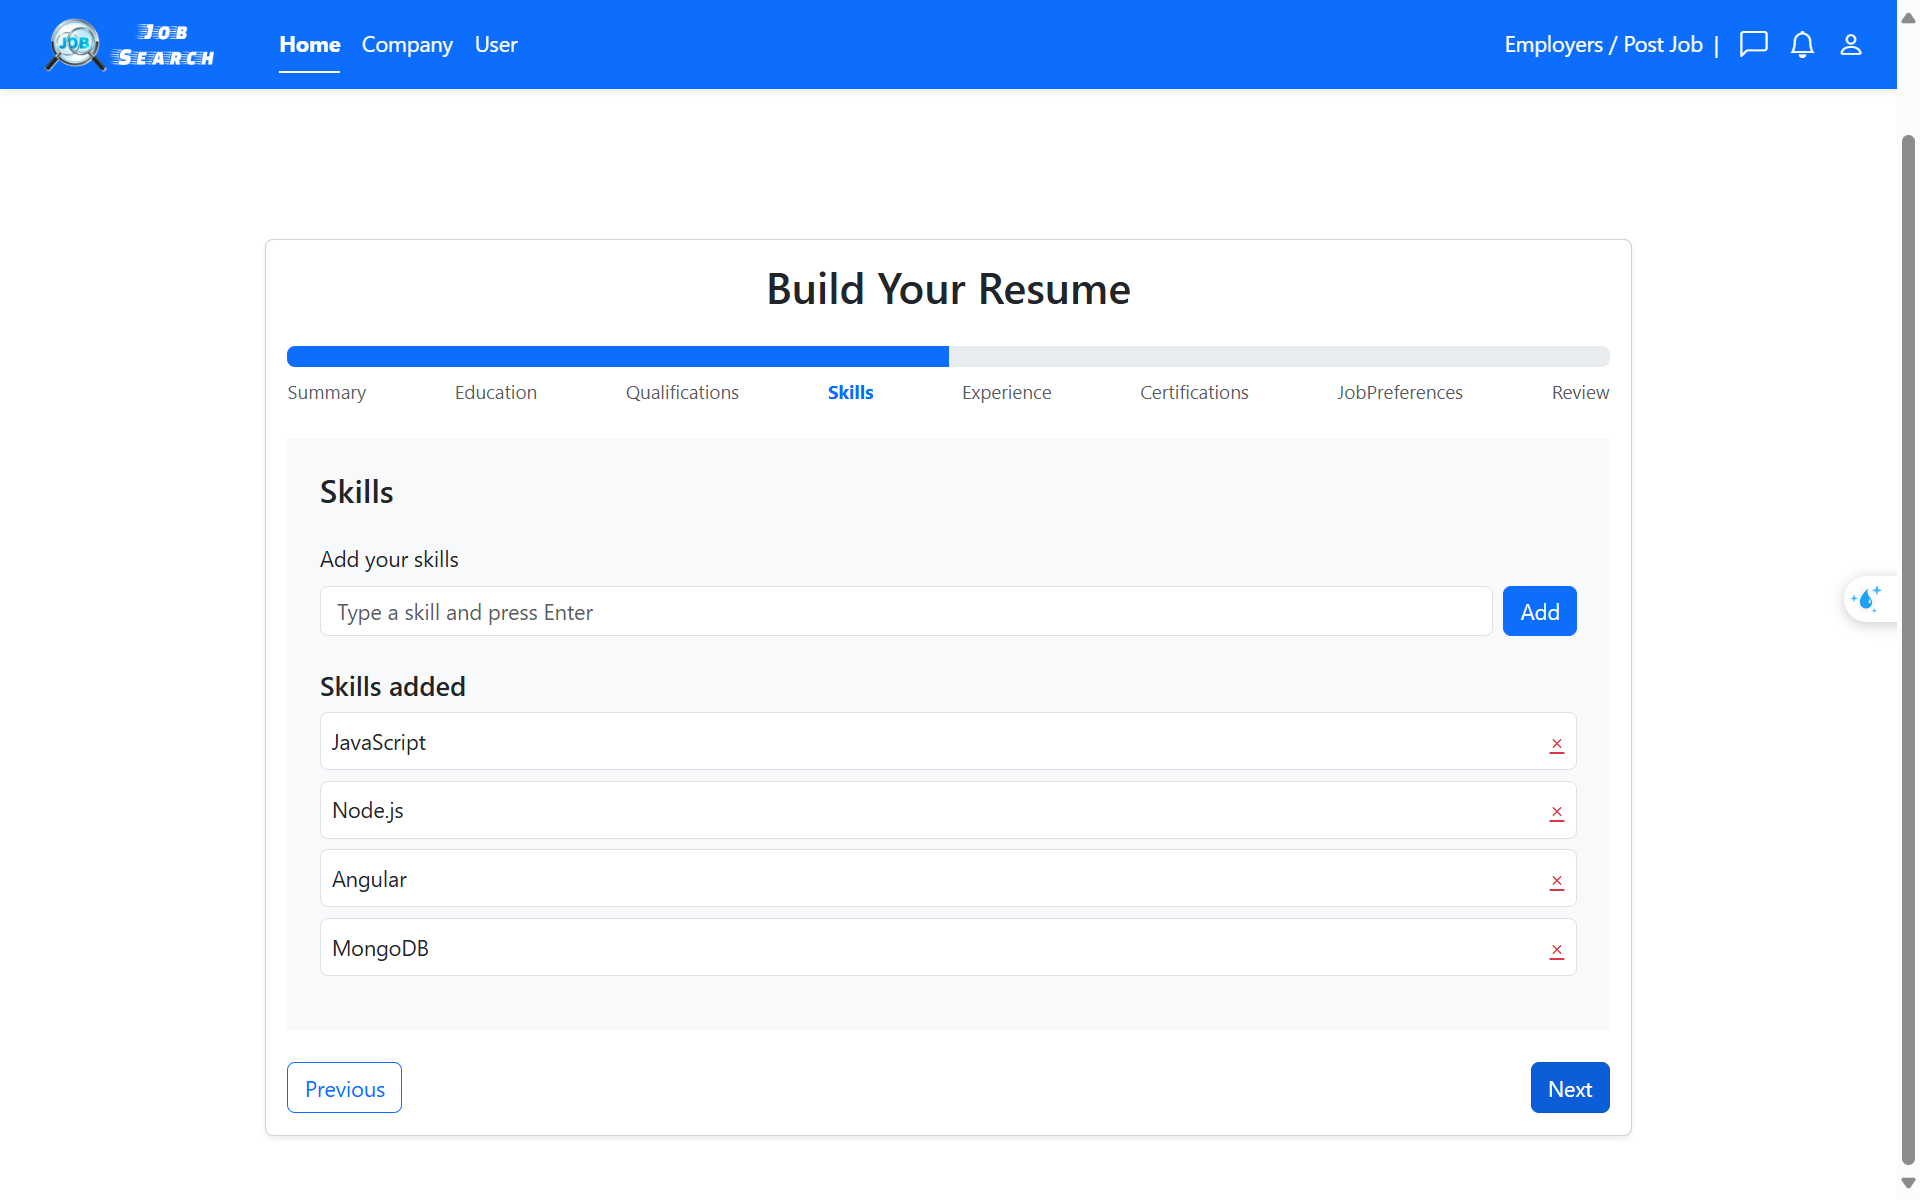 JOB
JOB
SEARCH
Home Company User
Employers / Post Job |
Build Your Resume
Summary Education Qualifications Skills Experience Certifications JobPreferences Review
Skills
Add your skills
Type a skill and press Enter
Add
Skills added
JavaScript
×
Node.js
×
Angular
×
MongoDB
×
Previous
Next